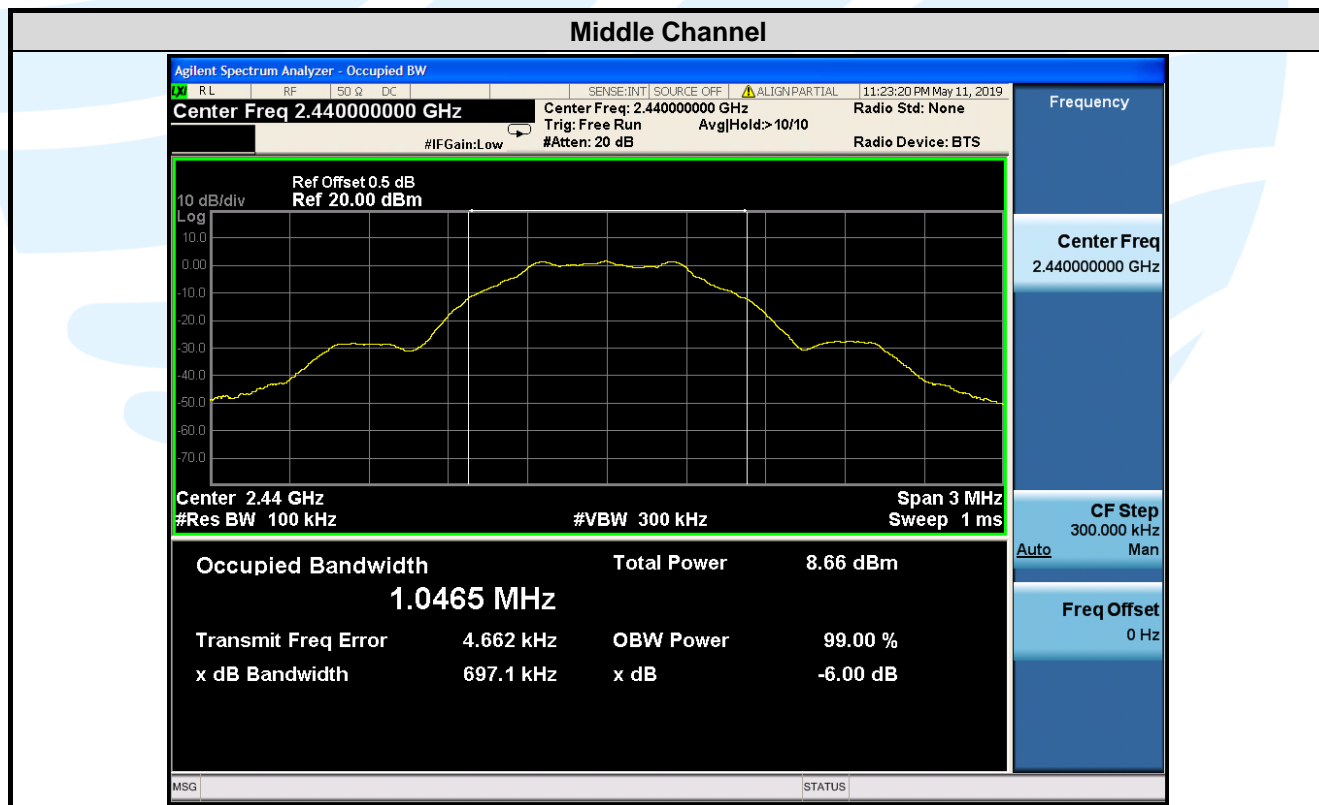 Middle Channel
Agilent Spectrum Analyzer - Occupied BW
LXI RL RF 50 Ω DC SENSE:INT SOURCE OFF ALIGN PARTIAL 11:23:20 PM May 11, 2019
Center Freq 2.440000000 GHz
Center Freq: 2.440000000 GHz Radio Std: None
Trig: Free Run Avg|Hold:>10/10
#IFGain:Low #Atten: 20 dB Radio Device: BTS
Ref Offset 0.5 dB
10 dB/div Ref 20.00 dBm
Log
10.0
0.00
-10.0
-20.0
-30.0
-40.0
-50.0
-60.0
-70.0
Center 2.44 GHz Span 3 MHz
#Res BW 100 kHz #VBW 300 kHz Sweep 1 ms
Occupied Bandwidth Total Power 8.66 dBm
1.0465 MHz
Transmit Freq Error 4.662 kHz OBW Power 99.00 %
x dB Bandwidth 697.1 kHz x dB -6.00 dB
MSG STATUS
Frequency
Center Freq
2.440000000 GHz
CF Step
300.000 kHz
Auto Man
Freq Offset
0 Hz